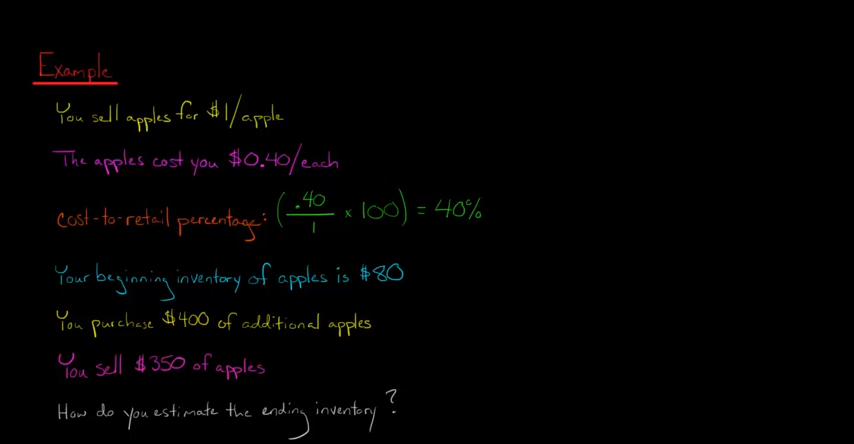 Example
You sell apples for $1/apple
The apples cost you $0.40/each
cost-to-retail percentage: (.40/1 × 100) = 40%
Your beginning inventory of apples is $80
You purchase $400 of additional apples
You sell $350 of apples
How do you estimate the ending inventory?